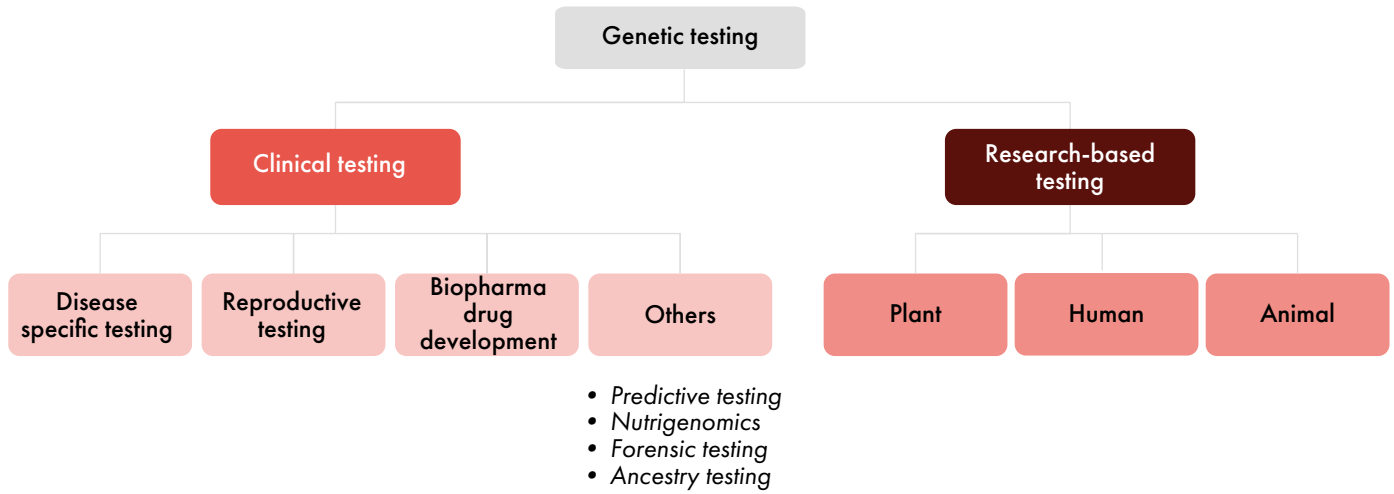 Genetic testing
Clinical testing
Research-based
testing
Disease
specific testing
Reproductive
testing
Biopharma
drug
development
Others
Plant
Human
Animal
• Predictive testing
• Nutrigenomics
• Forensic testing
• Ancestry testing